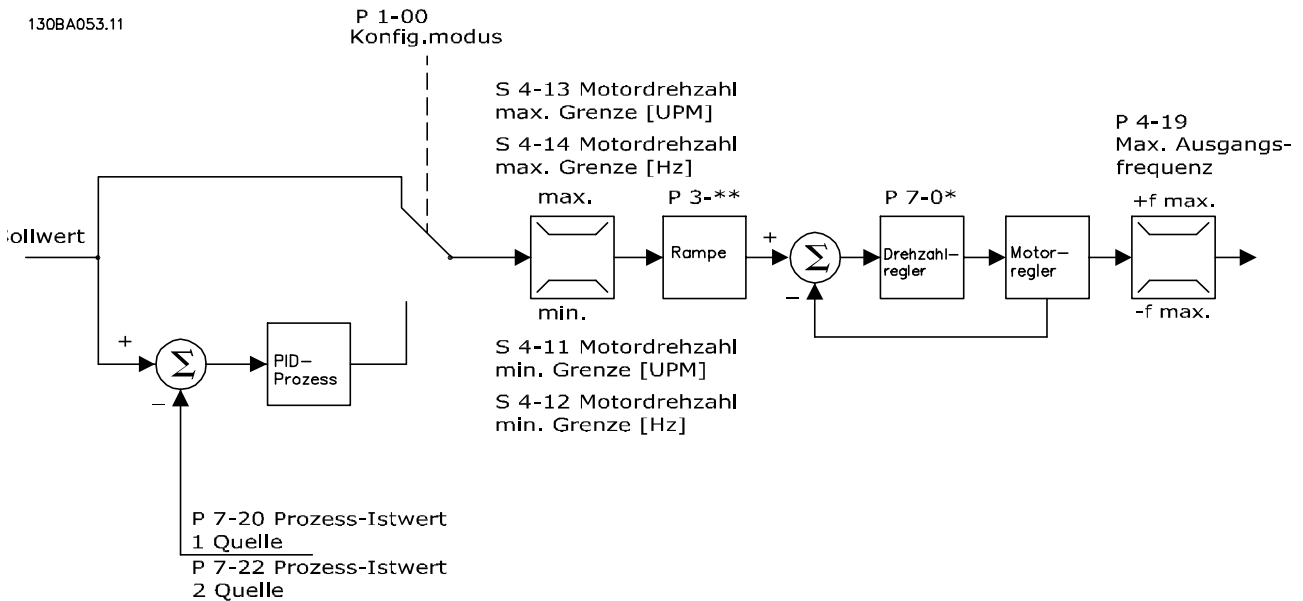 130BA053.11
P 1-00
Konfig.modus
S 4-13 Motordrehzahl
max. Grenze [UPM]
S 4-14 Motordrehzahl
max. Grenze [Hz]
P 4-19
Max. Ausgangs-
frequenz
max.
P 3-**
P 7-0*
+f max.
ollwert
Rampe
+
Σ
Drehzahl-
regler
Motor-
regler
–
min.
-f max.
+
Σ
PID-
Prozess
–
S 4-11 Motordrehzahl
min. Grenze [UPM]
S 4-12 Motordrehzahl
min. Grenze [Hz]
P 7-20 Prozess-Istwert
1 Quelle
P 7-22 Prozess-Istwert
2 Quelle